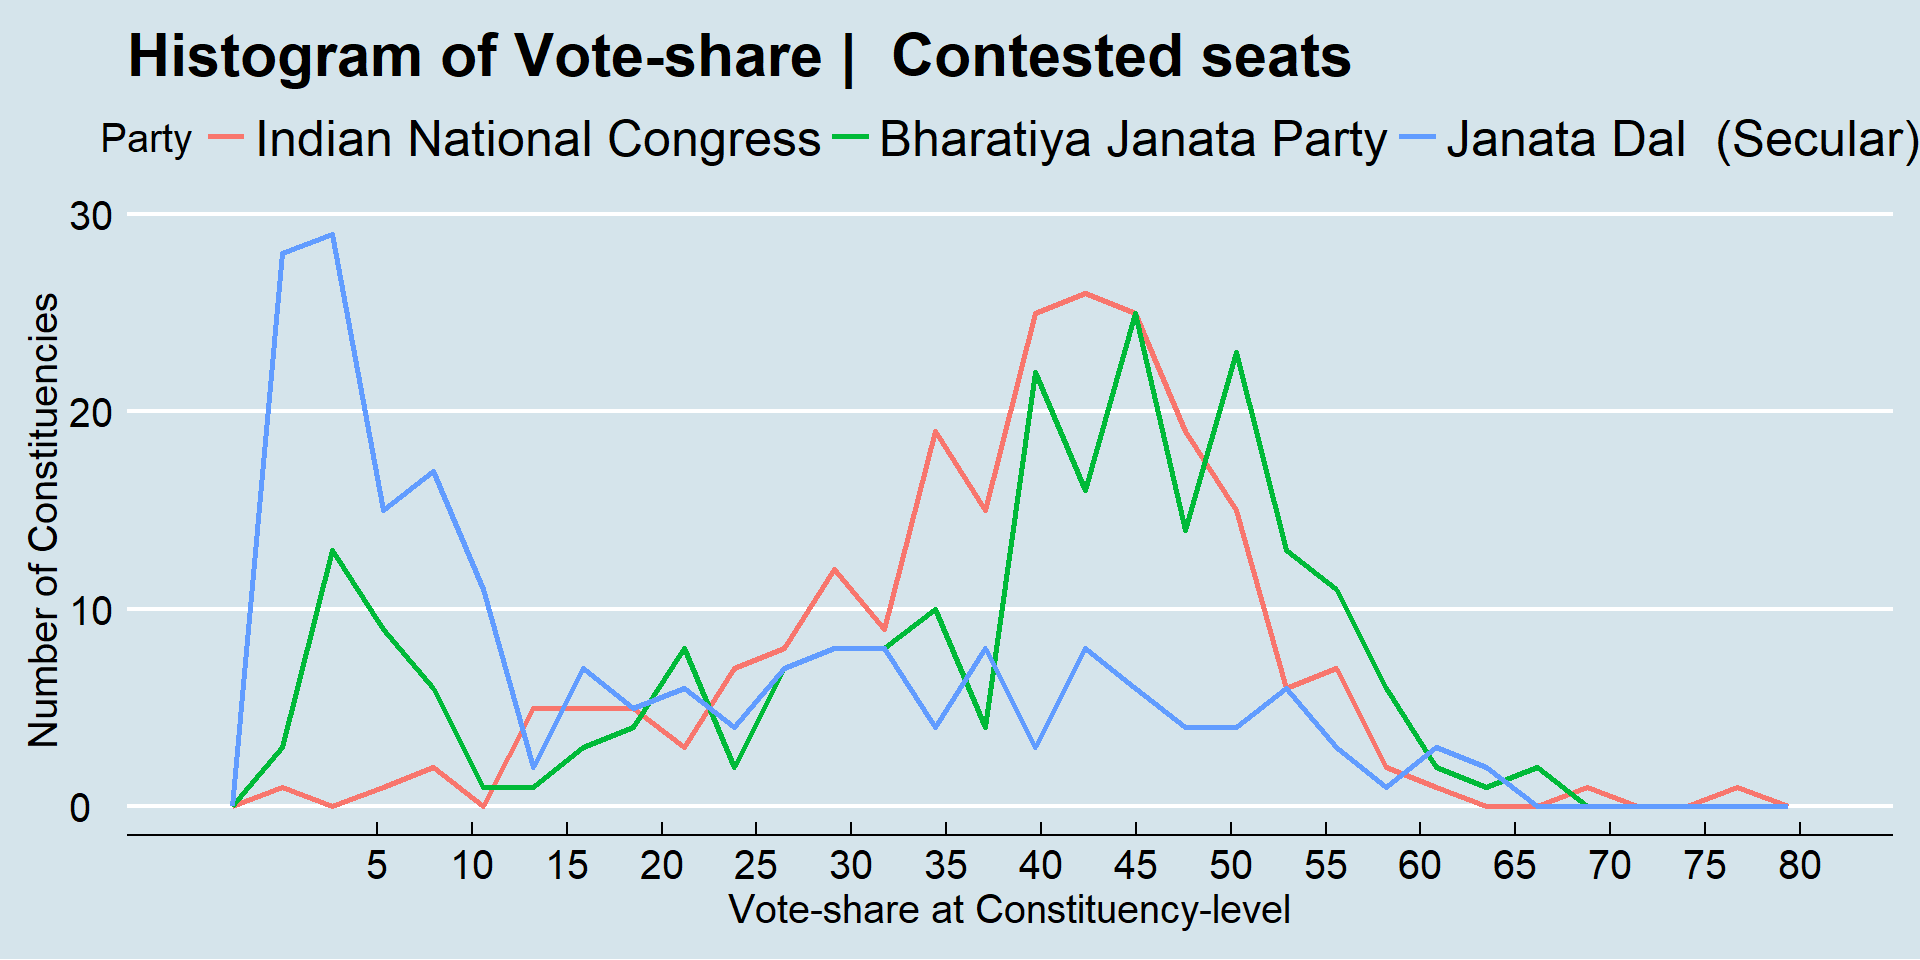 Histogram of Vote-share |  Contested seats
Party Indian National Congress Bharatiya Janata Party Janata Dal  (Secular)
30
20
10
0
Number of Constituencies
5 10 15 20 25 30 35 40 45 50 55 60 65 70 75 80
Vote-share at Constituency-level